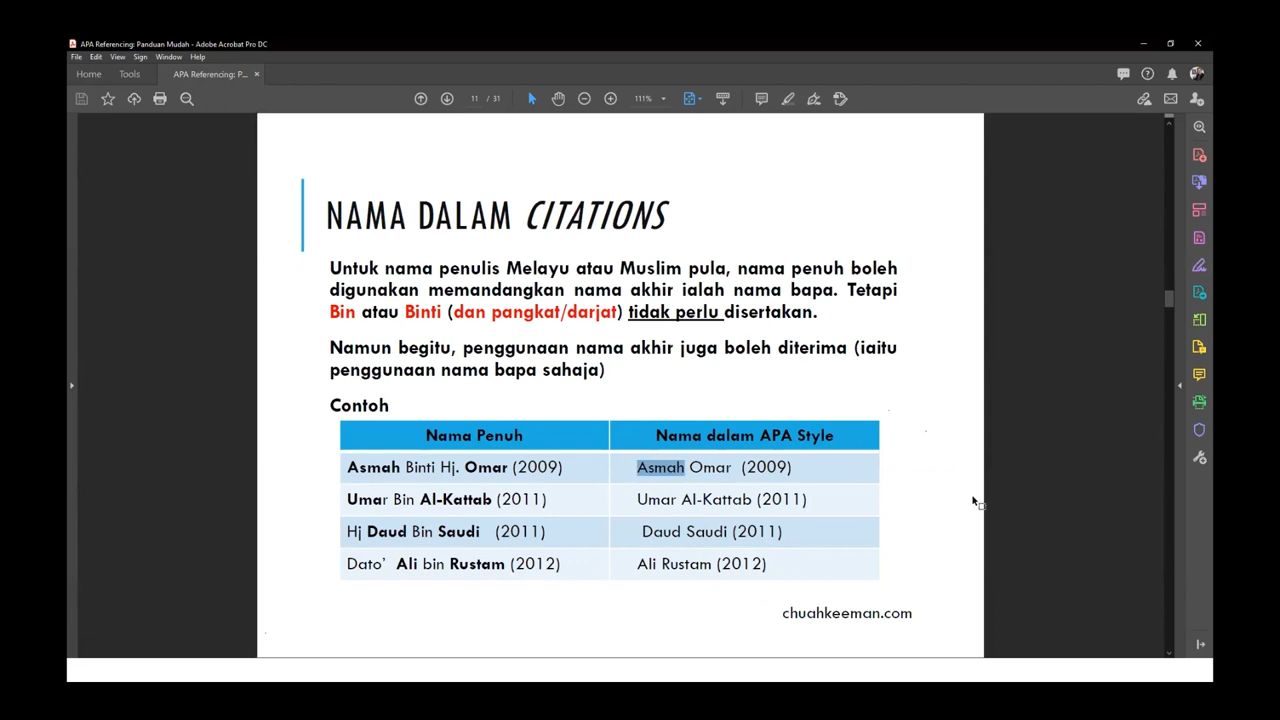 APA Referencing: Panduan Mudah - Adobe Acrobat Pro DC
File Edit View Sign Window Help
Home Tools APA Referencing: P... ×
11 / 31 111%
NAMA DALAM CITATIONS
Untuk nama penulis Melayu atau Muslim pula, nama penuh boleh
digunakan memandangkan nama akhir ialah nama bapa. Tetapi
Bin atau Binti (dan pangkat/darjat) tidak perlu disertakan.
Namun begitu, penggunaan nama akhir juga boleh diterima (iaitu
penggunaan nama bapa sahaja)
Contoh
Nama Penuh Nama dalam APA Style
Asmah Binti Hj. Omar (2009) Asmah Omar (2009)
Umar Bin Al-Kattab (2011) Umar Al-Kattab (2011)
Hj Daud Bin Saudi (2011) Daud Saudi (2011)
Dato' Ali bin Rustam (2012) Ali Rustam (2012)
chuahkeeman.com